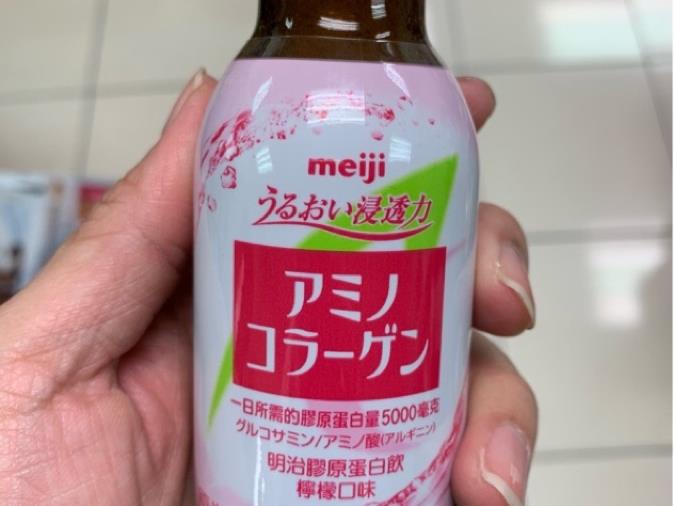 meiji
うるおい浸透力
アミノ
コラーゲン
一日所需的膠原蛋白量5000毫克
グルコサミン/アミノ酸(アルギニン)
明治膠原蛋白飲
檸檬口味